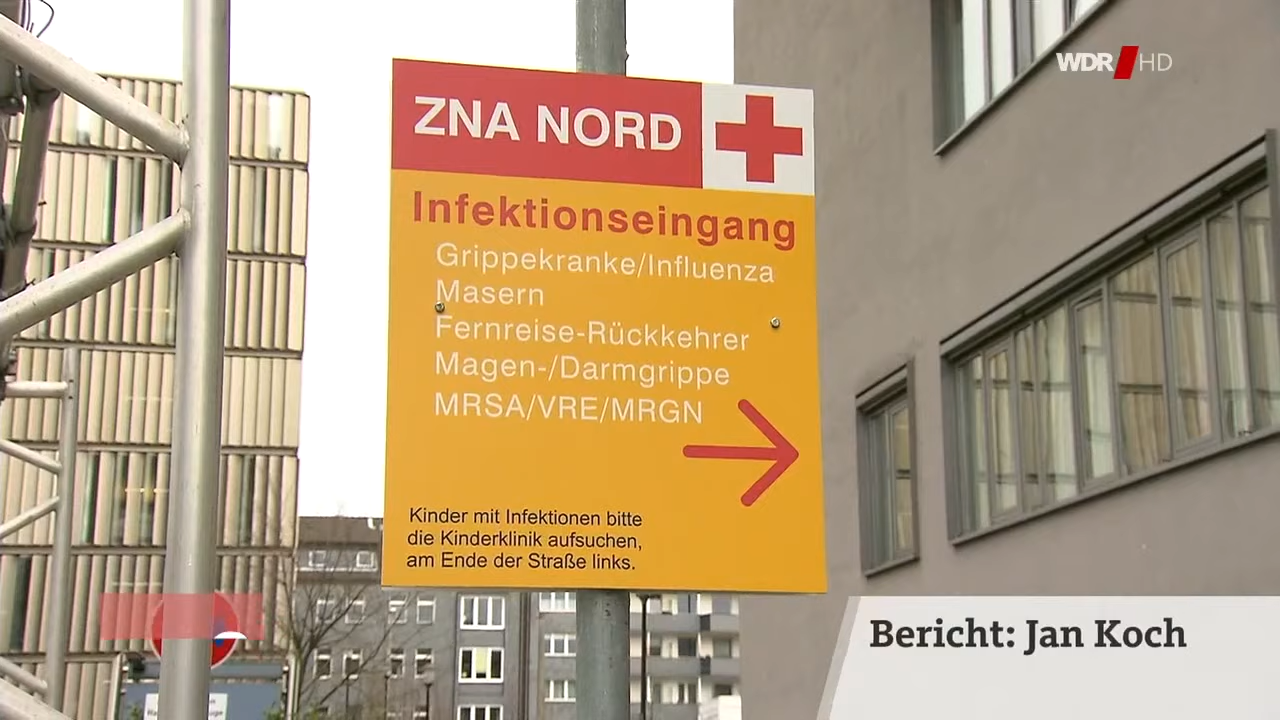 WDR HD
ZNA NORD
Infektionseingang
Grippekranke/Influenza
Masern
Fernreise-Rückkehrer
Magen-/Darmgrippe
MRSA/VRE/MRGN
Kinder mit Infektionen bitte
die Kinderklinik aufsuchen,
am Ende der Straße links.
Bericht: Jan Koch